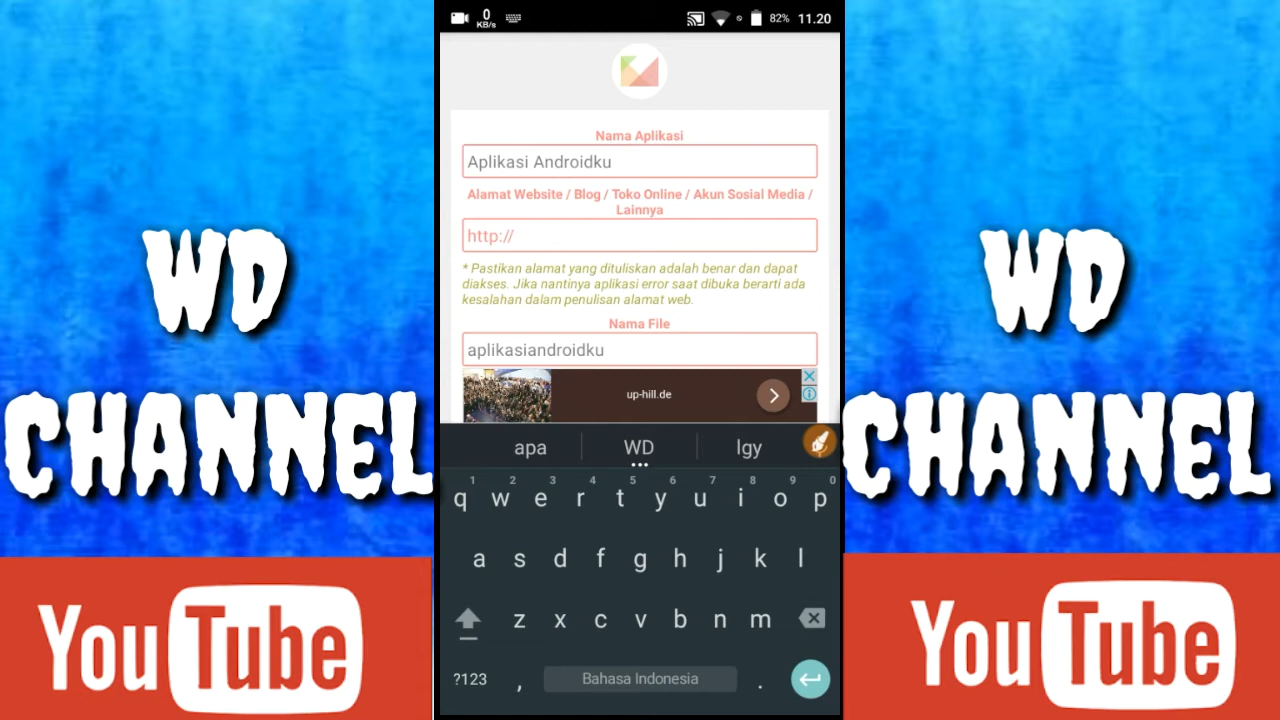 0
KB/s
82%
11.20
Nama Aplikasi
Aplikasi Androidku
Alamat Website / Blog / Toko Online / Akun Sosial Media /
Lainnya
http://
* Pastikan alamat yang dituliskan adalah benar dan dapat
diakses. Jika nantinya aplikasi error saat dibuka berarti ada
kesalahan dalam penulisan alamat web.
Nama File
aplikasiandroidku
up-hill.de
apa WD lgy
1 2 3 4 5 6 7 8 9 0
q w e r t y u i o p
a s d f g h j k l
z x c v b n m
?123 , Bahasa Indonesia .
WD
CHANNEL
YouTube
WD
CHANNEL
YouTube